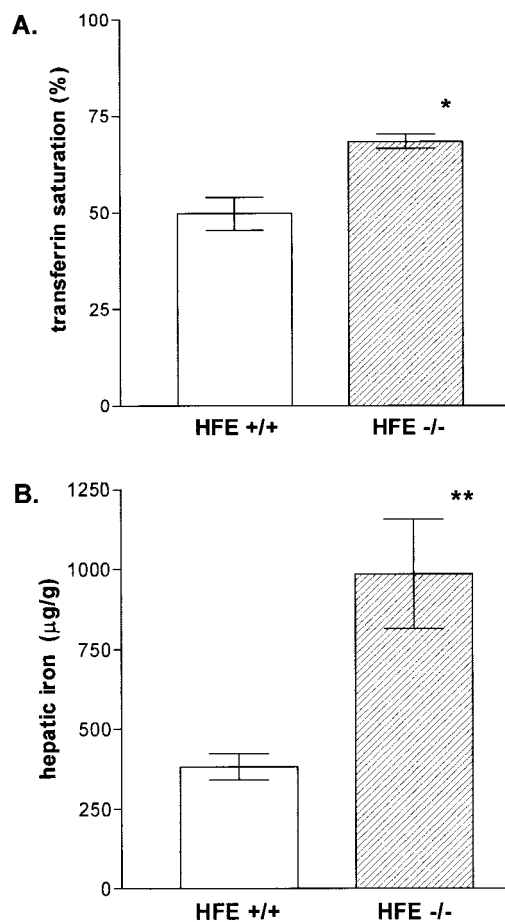 A.
transferrin saturation (%)
100
75
50
25
0
*
HFE +/+ HFE -/-
B.
hepatic iron (μg/g)
1250
1000
750
500
250
0
**
HFE +/+ HFE -/-